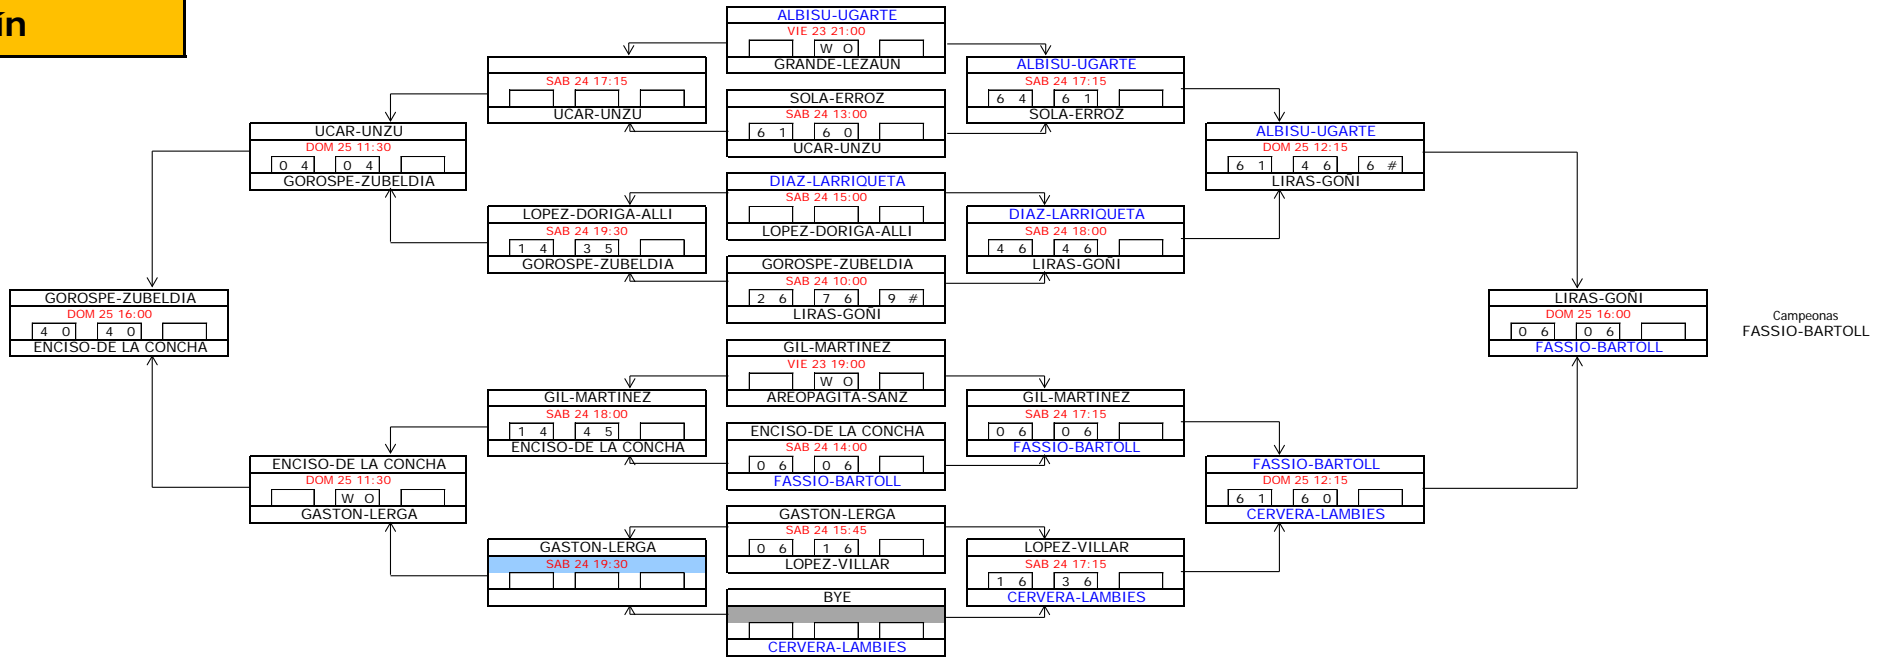 ín
ALBISU-UGARTE
VIE 23 21:00
W O
GRANDE-LEZAUN
SAB 24 17:15
UCAR-UNZU
ALBISU-UGARTE
SAB 24 17:15
6 4 6 1
SOLA-ERROZ
SOLA-ERROZ
SAB 24 13:00
6 1 6 0
UCAR-UNZU
UCAR-UNZU
DOM 25 11:30
0 4 0 4
GOROSPE-ZUBELDIA
ALBISU-UGARTE
DOM 25 12:15
6 1 4 6 6 #
LIRAS-GOÑI
DIAZ-LARRIQUETA
SAB 24 15:00
LOPEZ-DORIGA-ALLI
LOPEZ-DORIGA-ALLI
SAB 24 19:30
1 4 3 5
GOROSPE-ZUBELDIA
DIAZ-LARRIQUETA
SAB 24 18:00
4 6 4 6
LIRAS-GOÑI
GOROSPE-ZUBELDIA
SAB 24 10:00
2 6 7 6 9 #
LIRAS-GOÑI
GOROSPE-ZUBELDIA
DOM 25 16:00
4 0 4 0
ENCISO-DE LA CONCHA
LIRAS-GOÑI
DOM 25 16:00
0 6 0 6
FASSIO-BARTOLL
Campeonas
FASSIO-BARTOLL
GIL-MARTINEZ
VIE 23 19:00
W O
AREOPAGITA-SANZ
GIL-MARTINEZ
SAB 24 18:00
1 4 4 5
ENCISO-DE LA CONCHA
GIL-MARTINEZ
SAB 24 17:15
0 6 0 6
FASSIO-BARTOLL
ENCISO-DE LA CONCHA
SAB 24 14:00
0 6 0 6
FASSIO-BARTOLL
ENCISO-DE LA CONCHA
DOM 25 11:30
W O
GASTON-LERGA
FASSIO-BARTOLL
DOM 25 12:15
6 1 6 0
CERVERA-LAMBIES
GASTON-LERGA
SAB 24 15:45
0 6 1 6
LOPEZ-VILLAR
GASTON-LERGA
SAB 24 19:30
LOPEZ-VILLAR
SAB 24 17:15
1 6 3 6
CERVERA-LAMBIES
BYE
CERVERA-LAMBIES